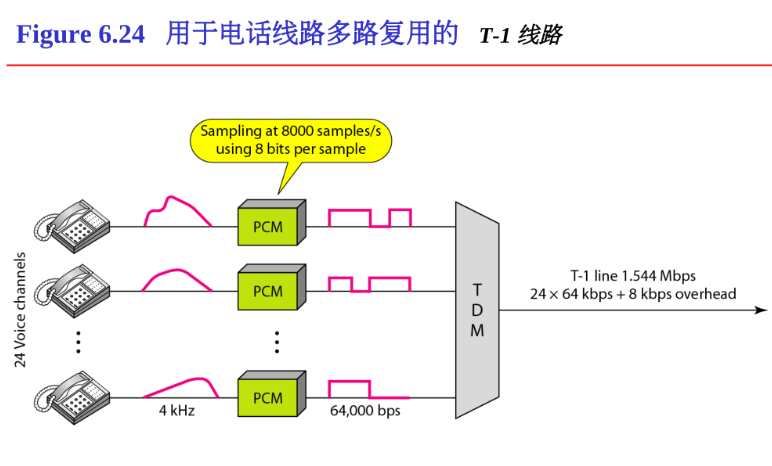 Figure 6.24 用于电话线路多路复用的 T-1 线路
Sampling at 8000 samples/s
using 8 bits per sample
24 Voice channels
PCM
PCM
PCM
4 kHz
64,000 bps
T
D
M
T-1 line 1.544 Mbps
24 × 64 kbps + 8 kbps overhead